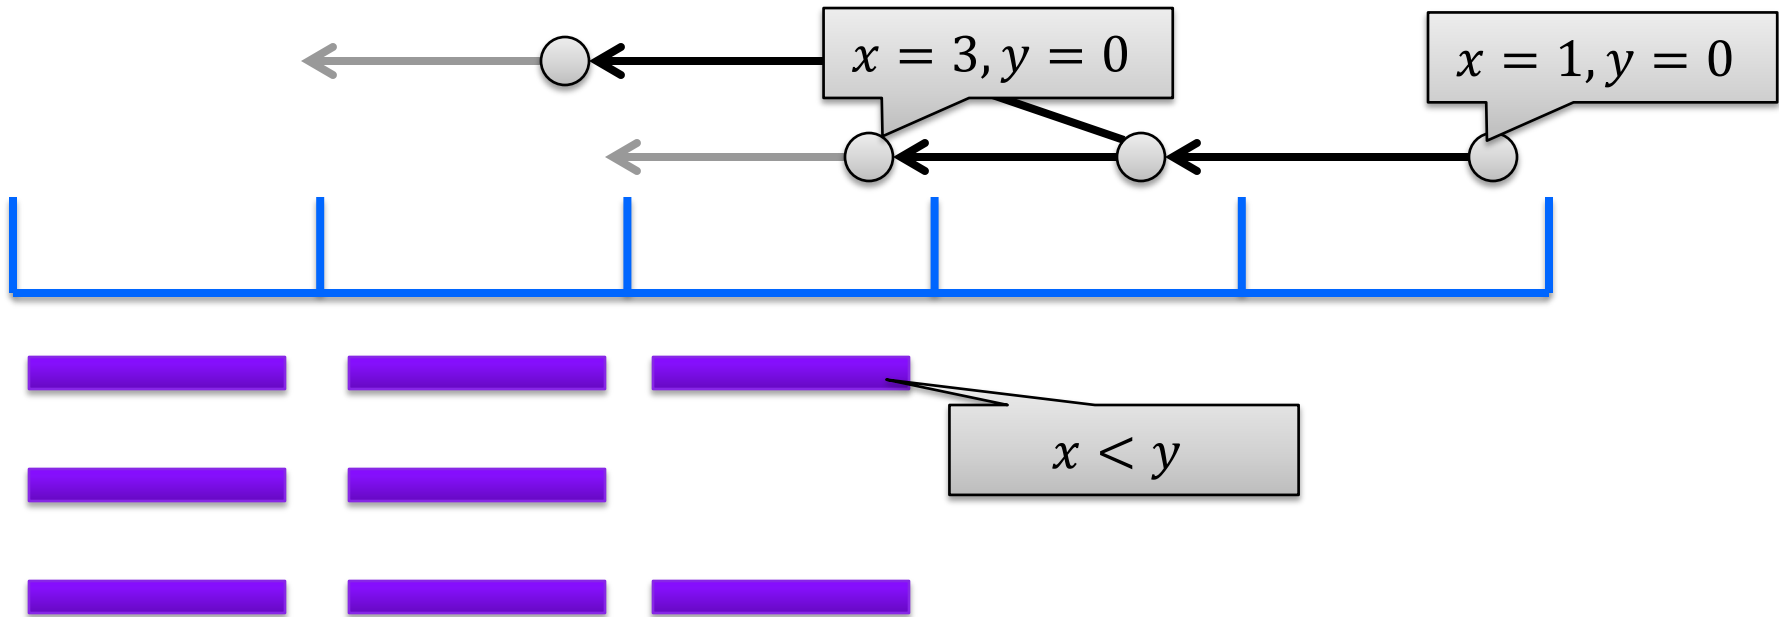 x = 3, y = 0
x = 1, y = 0
x < y